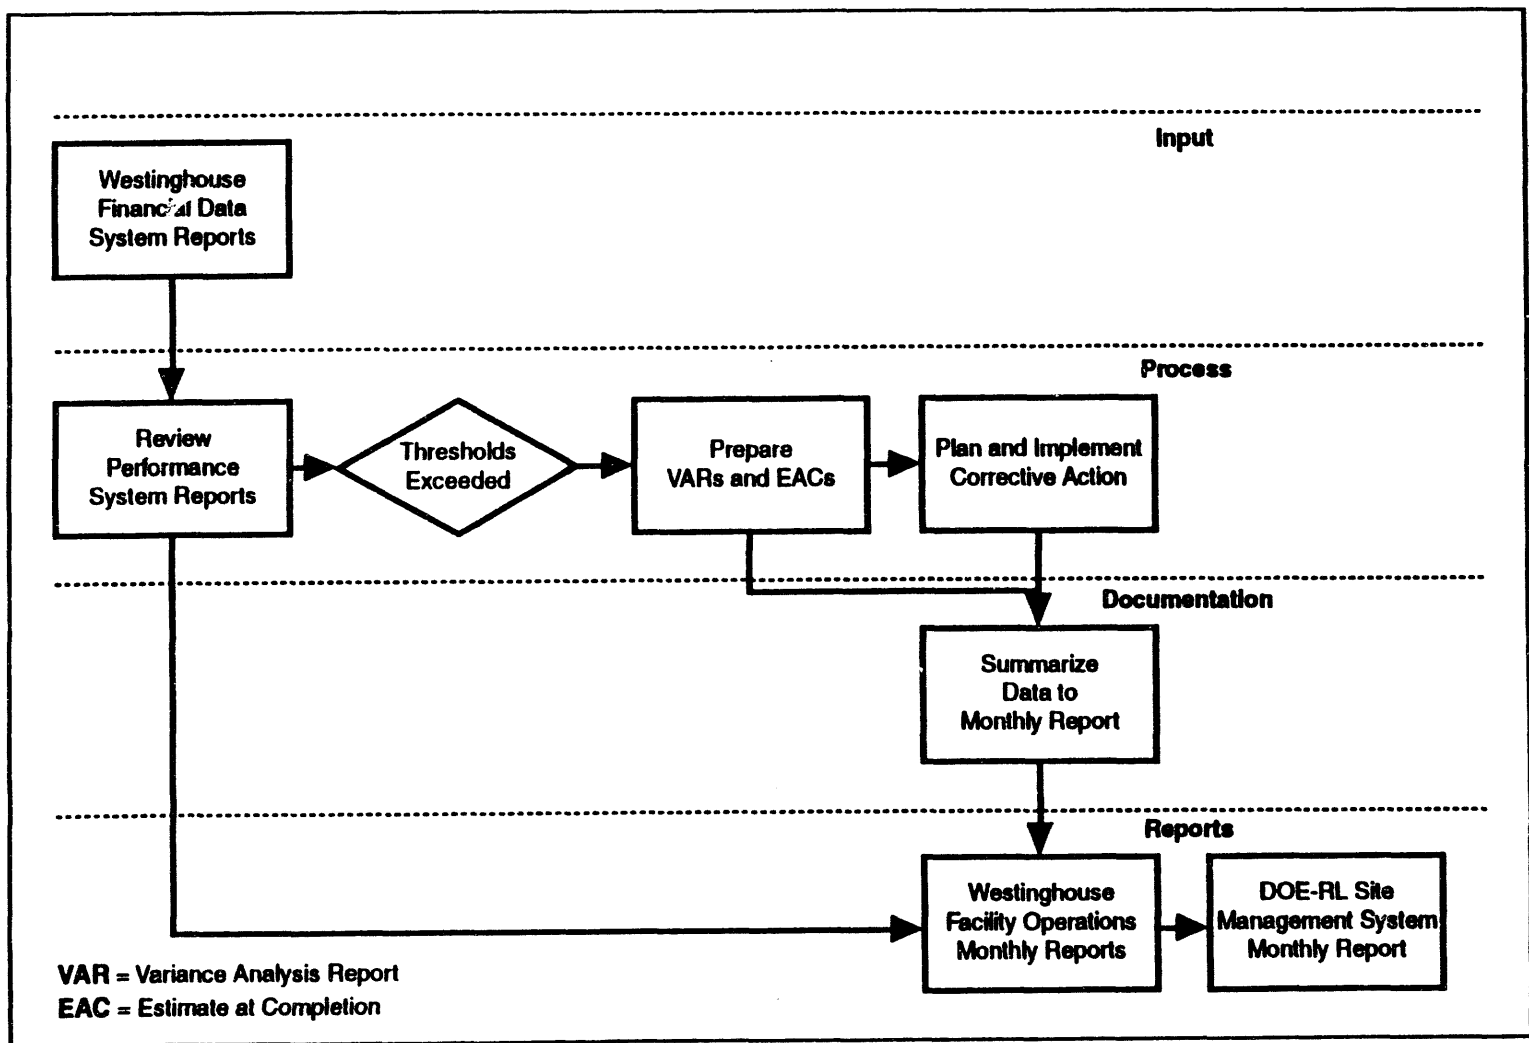 Input
Westinghouse
Financial Data
System Reports
Process
Review
Performance
System Reports
Thresholds
Exceeded
Prepare
VARs and EACs
Plan and Implement
Corrective Action
Documentation
Summarize
Data to
Monthly Report
Reports
Westinghouse
Facility Operations
Monthly Reports
DOE-RL Site
Management System
Monthly Report
VAR = Variance Analysis Report
EAC = Estimate at Completion